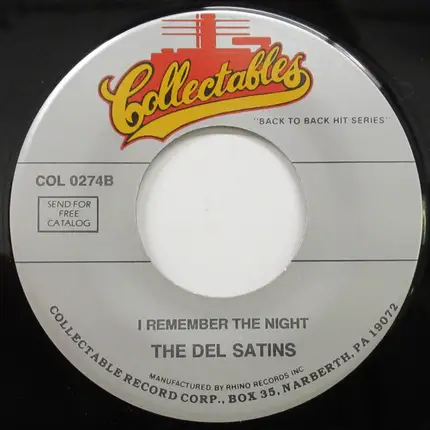 Collectables
"BACK TO BACK HIT SERIES"
COL 0274B
SEND FOR
FREE
CATALOG
I REMEMBER THE NIGHT
THE DEL SATINS
MANUFACTURED BY RHINO RECORDS INC
COLLECTABLE RECORD CORP., BOX 35, NARBERTH, PA 19072